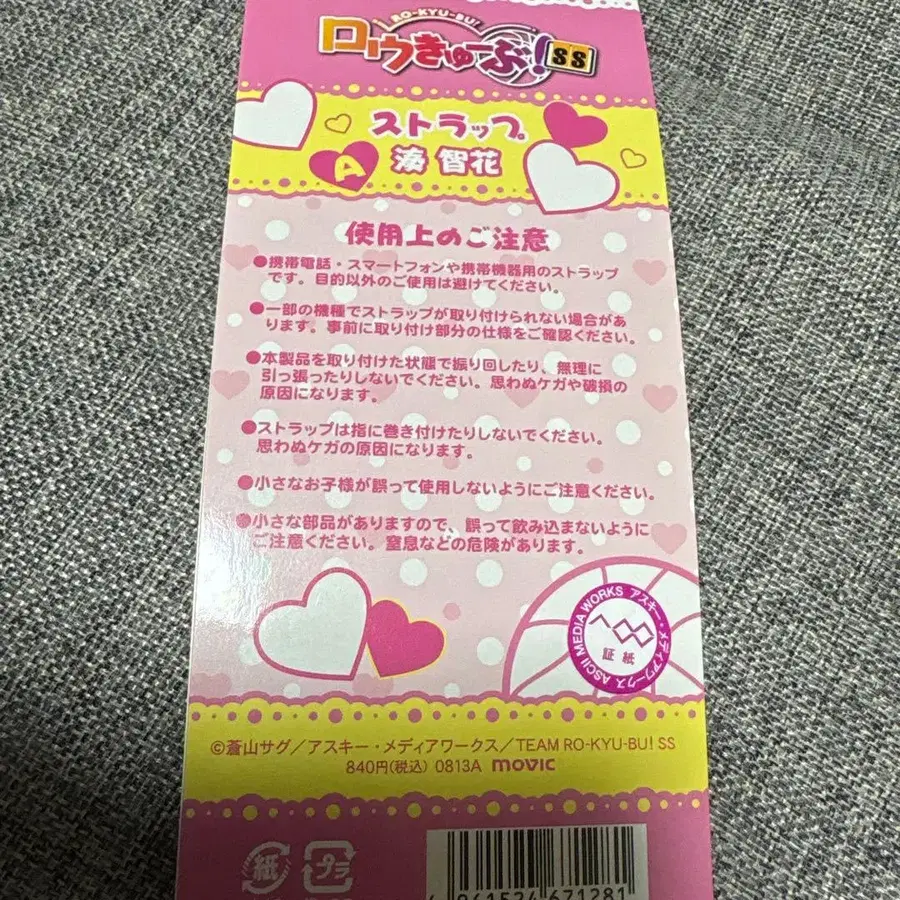 RO-KYU-BU!
ロウきゅーぶ!SS
ストラップ
A 湊 智花
使用上のご注意
●携帯電話・スマートフォンや携帯機器用のストラップ
です。目的以外のご使用は避けてください。
●一部の機種でストラップが取り付けられない場合があ
ります。事前に取り付け部分の仕様をご確認ください。
●本製品を取り付けた状態で振り回したり、無理に
引っ張ったりしないでください。思わぬケガや破損の
原因になります。
●ストラップは指に巻き付けたりしないでください。
思わぬケガの原因になります。
●小さなお子様が誤って使用しないようにご注意ください。
●小さな部品がありますので、誤って飲み込まないように
ご注意ください。窒息などの危険があります。
ASCII MEDIA WORKS アスキー・メディアワークス
証紙
©蒼山サグ／アスキー・メディアワークス／TEAM RO-KYU-BU! SS
840円(税込) 0813A movic
紙 プラ
4 961524 671281